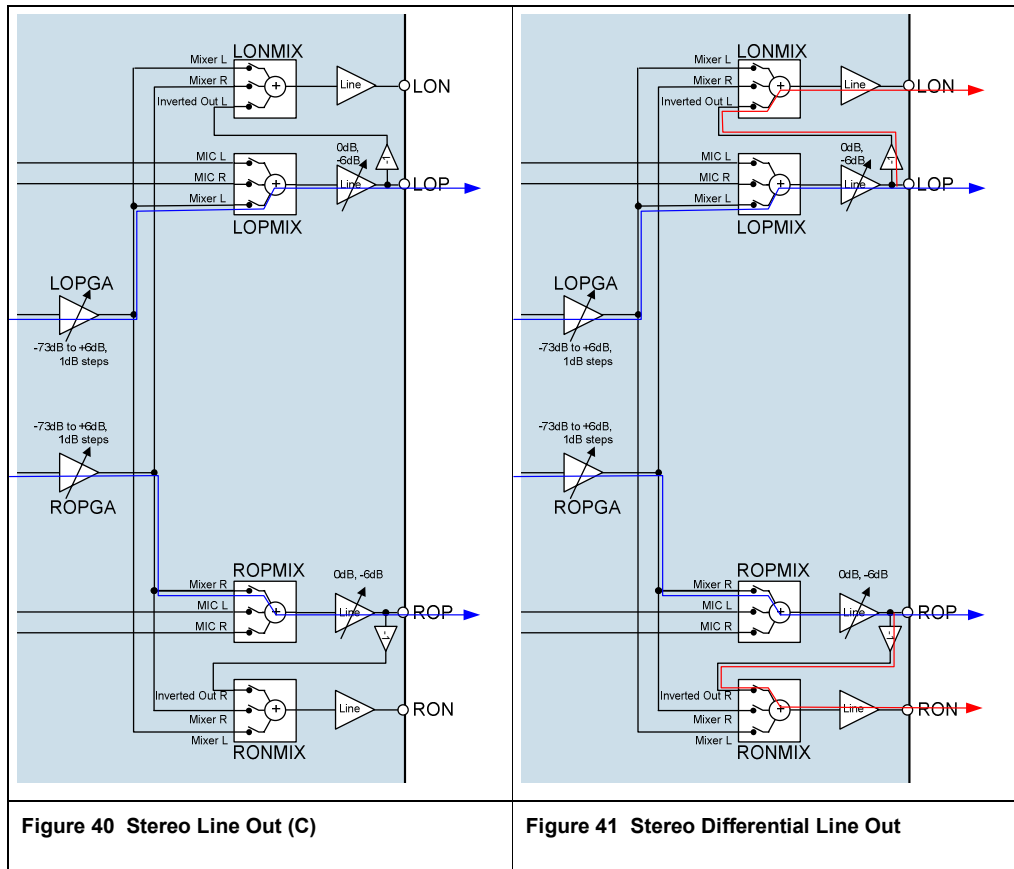 LONMIX
Mixer L
Mixer R
Inverted Out L
+
Line
LON
-1
MIC L
MIC R
Mixer L
+
0dB,
-6dB
Line
LOP
LOPMIX
LOPGA
-73dB to +6dB,
1dB steps
-73dB to +6dB,
1dB steps
ROPGA
ROPMIX
Mixer R
MIC L
MIC R
+
0dB, -6dB
Line
ROP
-1
Inverted Out R
Mixer R
Mixer L
+
Line
RON
RONMIX
Figure 40 Stereo Line Out (C)
LONMIX
Mixer L
Mixer R
Inverted Out L
+
Line
LON
-1
MIC L
MIC R
Mixer L
+
0dB,
-6dB
Line
LOP
LOPMIX
LOPGA
-73dB to +6dB,
1dB steps
-73dB to +6dB,
1dB steps
ROPGA
ROPMIX
Mixer R
MIC L
MIC R
+
0dB, -6dB
Line
ROP
-1
Inverted Out R
Mixer R
Mixer L
+
Line
RON
RONMIX
Figure 41 Stereo Differential Line Out